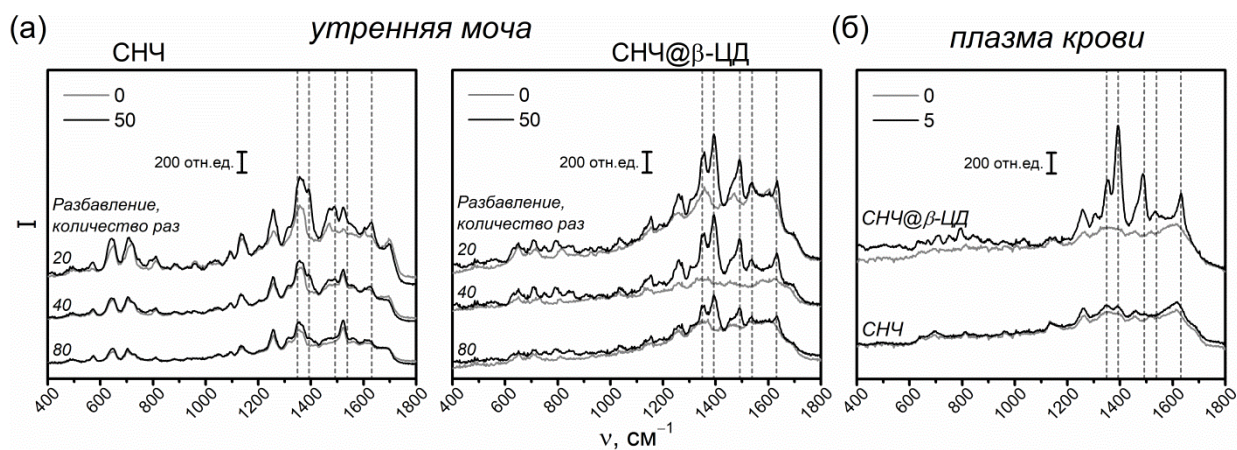 (а) утренняя моча
СНЧ
СНЧ@β-ЦД
0
50
200 отн.ед.
Разбавление,
количество раз
20
40
80
I
400 600 800 1000 1200 1400 1600 1800
0
50
200 отн.ед.
Разбавление,
количество раз
20
40
80
400 600 800 1000 1200 1400 1600 1800
ν, см⁻¹
(б) плазма крови
0
5
200 отн.ед.
СНЧ@β-ЦД
СНЧ
400 600 800 1000 1200 1400 1600 1800